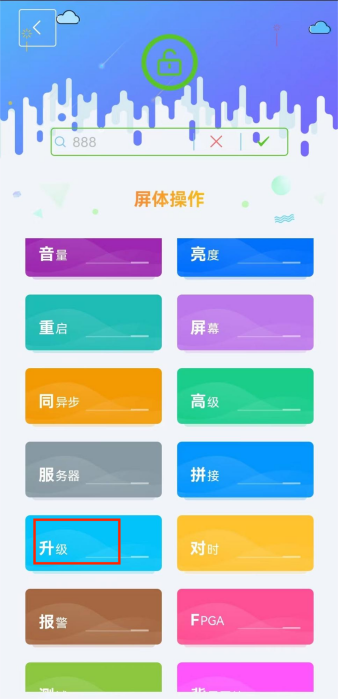 888
屏体操作
音量
亮度
重启
屏幕
同异步
高级
服务器
拼接
升级
对时
报警
FPGA